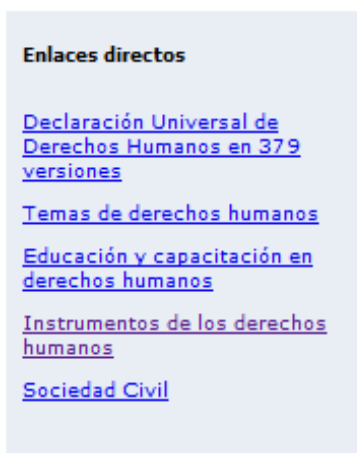 Enlaces directos
Declaración Universal de
Derechos Humanos en 379
versiones
Temas de derechos humanos
Educación y capacitación en
derechos humanos
Instrumentos de los derechos
humanos
Sociedad Civil